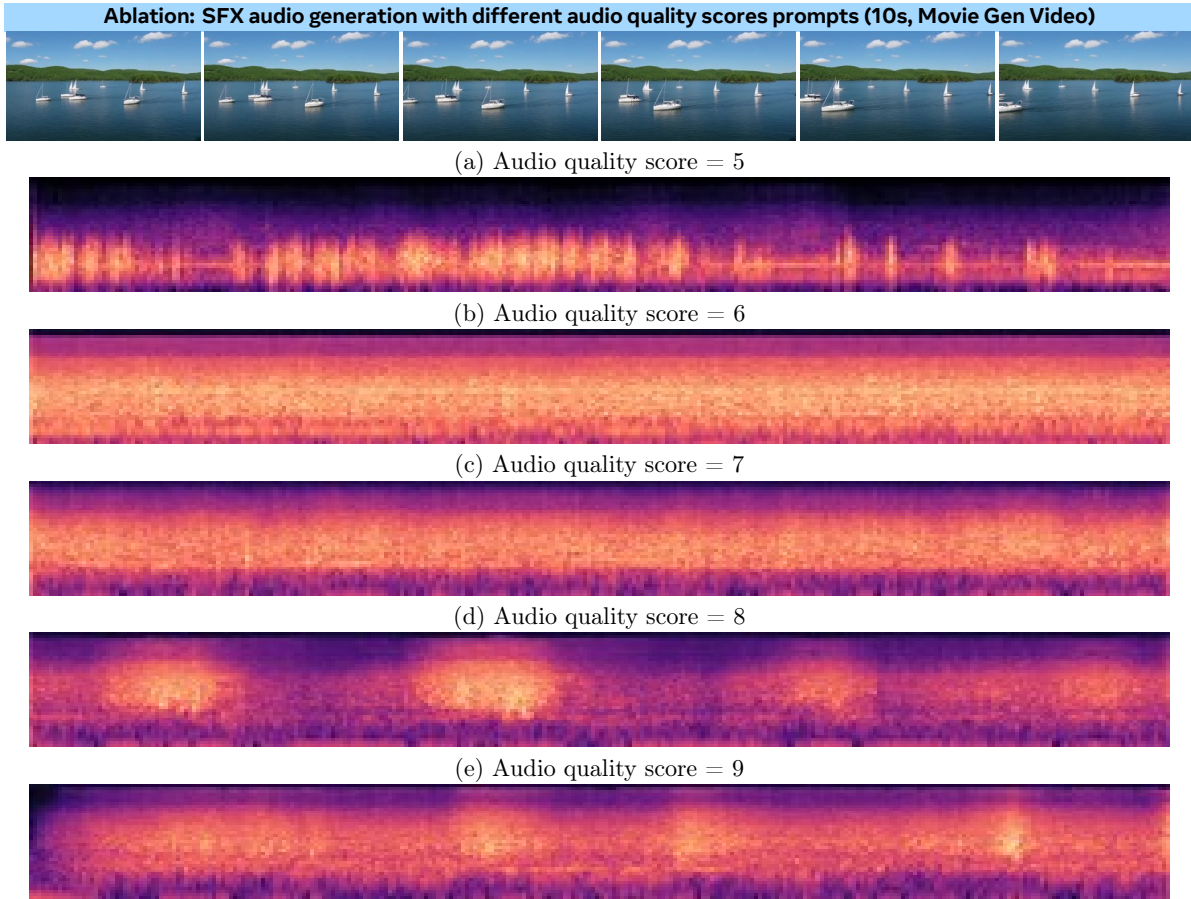 Ablation: SFX audio generation with different audio quality scores prompts (10s, Movie Gen Video)
(a) Audio quality score = 5
(b) Audio quality score = 6
(c) Audio quality score = 7
(d) Audio quality score = 8
(e) Audio quality score = 9